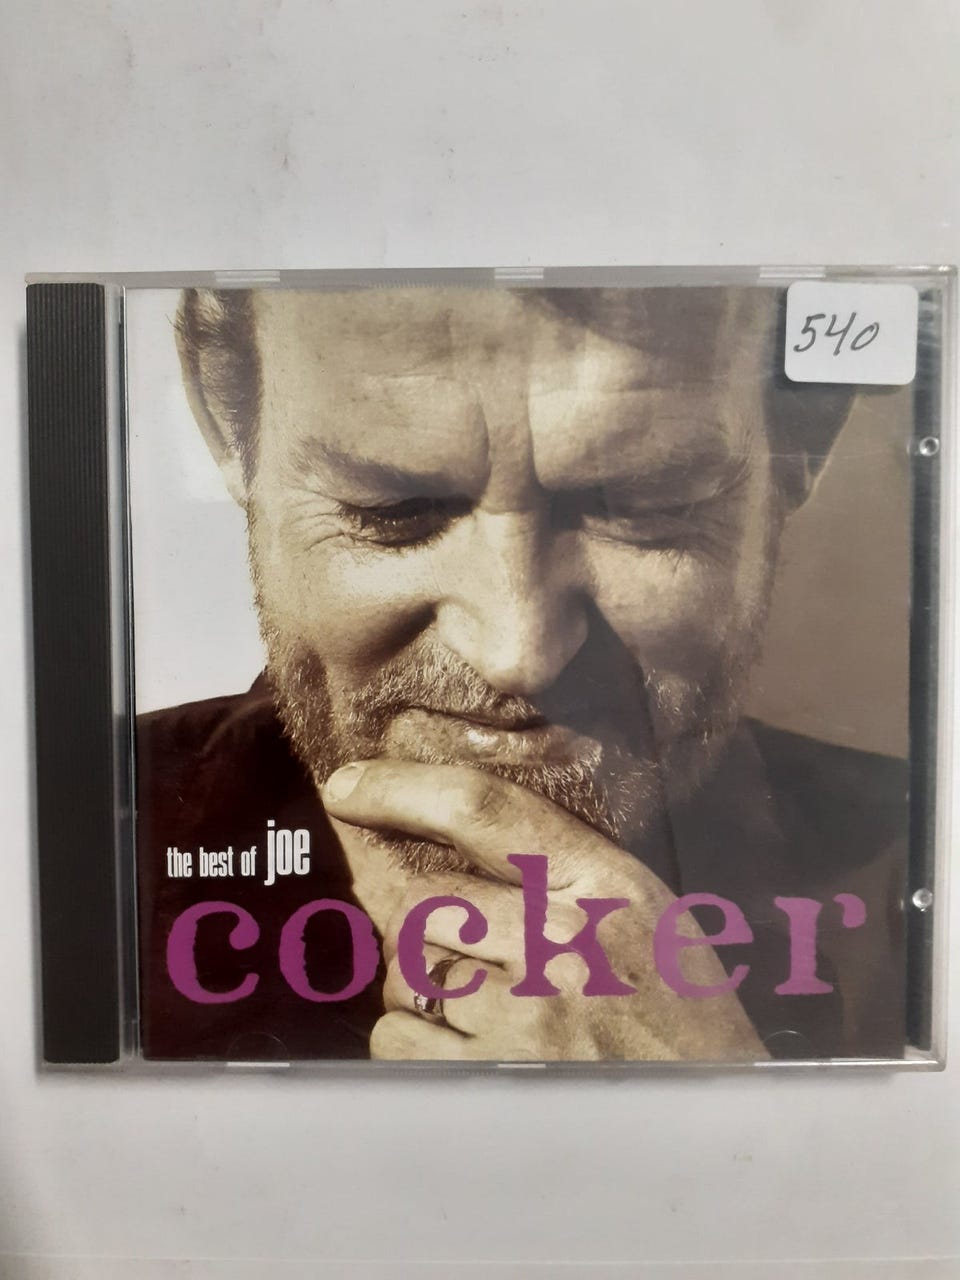 540
the best of joe
cocker